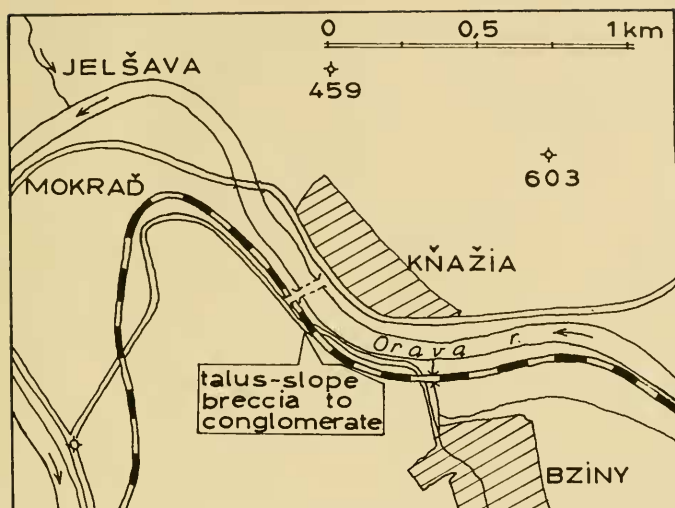 0 0,5 1 km
JELŠAVA
459
603
MOKRAĎ
KŇAŽIA
Orava r.
talus-slope
breccia to
conglomerate
BZINY